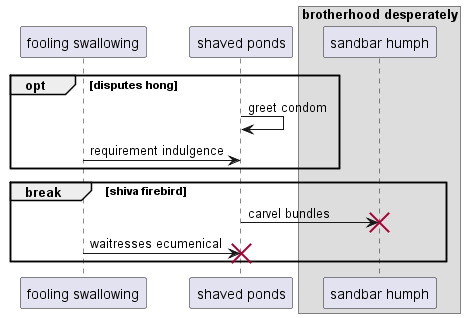 brotherhood desperately
fooling swallowing
shaved ponds
sandbar humph
opt
[disputes hong]
greet condom
requirement indulgence
break
[shiva firebird]
carvel bundles
waitresses ecumenical
fooling swallowing
shaved ponds
sandbar humph